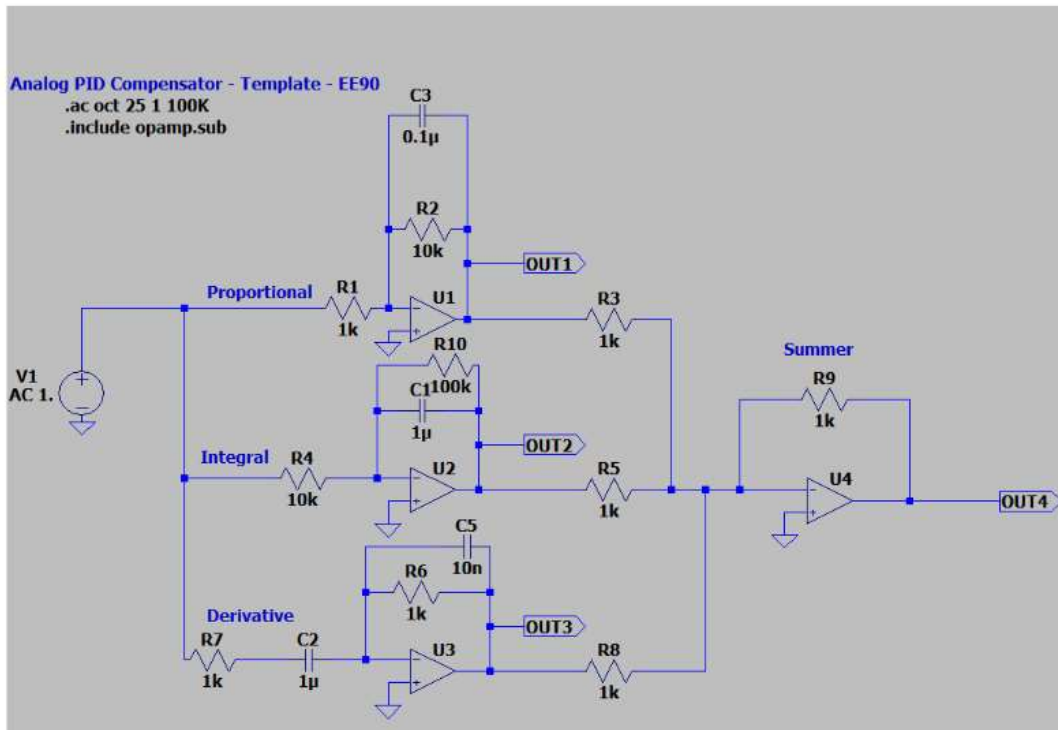 Analog PID Compensator - Template - EE90
.ac oct 25 1 100K
.include opamp.sub
C3
0.1µ
R2
10k
OUT1
Proportional
R1
1k
U1
R3
1k
R10
100k
V1
AC 1.
C1
1µ
Summer
R9
1k
OUT2
Integral
R4
10k
U2
R5
1k
U4
OUT4
C5
10n
R6
1k
Derivative
OUT3
R7
1k
C2
1µ
U3
R8
1k